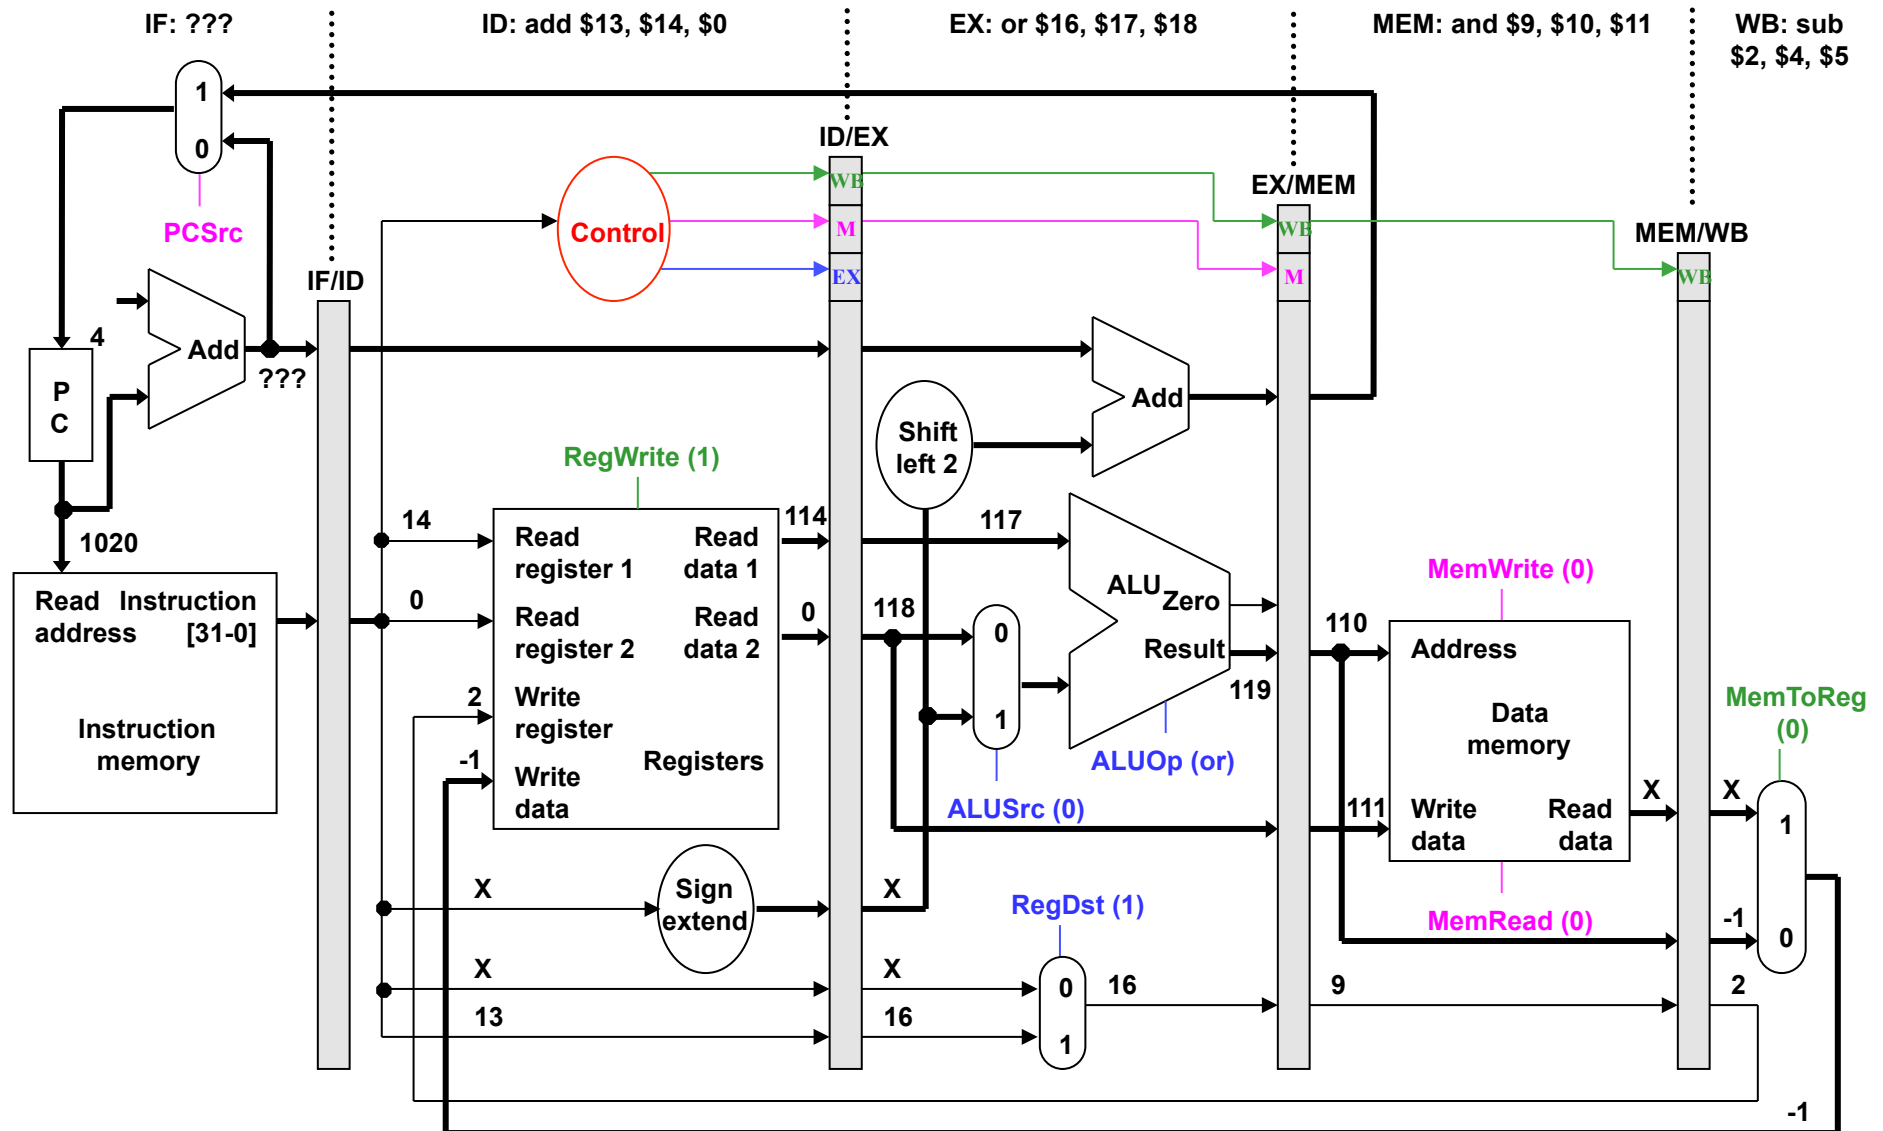 IF: ???
ID: add $13, $14, $0
EX: or $16, $17, $18
MEM: and $9, $10, $11
WB: sub
$2, $4, $5
1
0
PCSrc
ID/EX
WB
M
EX
Control
EX/MEM
WB
M
MEM/WB
WB
IF/ID
4
Add
???
P
C
Add
Shift
left 2
RegWrite (1)
1020
Read
address
Instruction
[31-0]
Instruction
memory
14
0
2
-1
Read
register 1
Read
data 1
Read
register 2
Read
data 2
Write
register
Write
data
Registers
114
0
117
118
0
1
ALUSrc (0)
ALU
Zero
Result
119
ALUOp (or)
110
111
MemWrite (0)
Address
Data
memory
Write
data
Read
data
MemRead (0)
X
X
-1
MemToReg
(0)
1
0
X
Sign
extend
X
RegDst (1)
X
X
13
16
0
1
16
9
2
-1